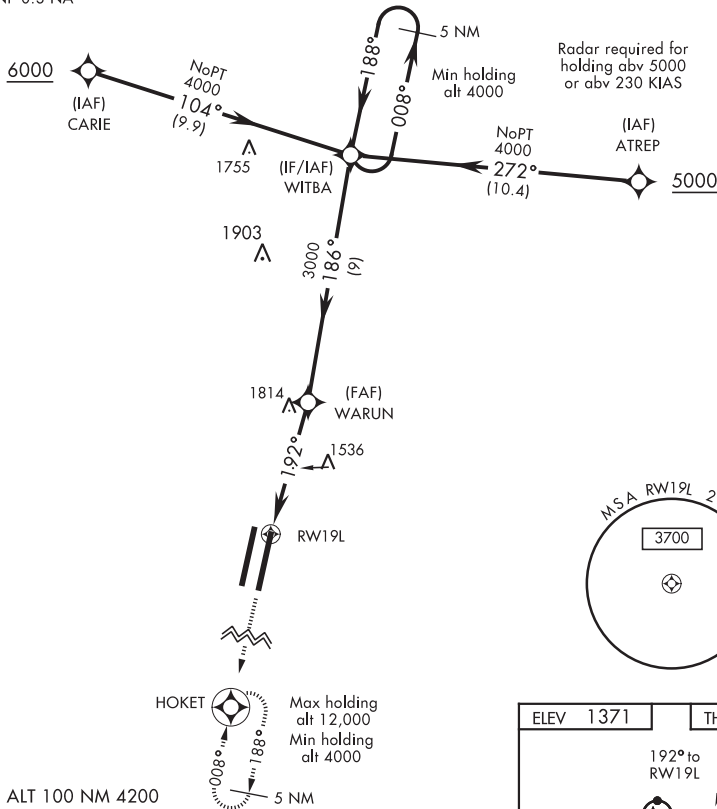 5 NM
188°
008°
Min holding
alt 4000
Radar required for
holding abv 5000
or abv 230 KIAS
6000
(IAF)
CARIE
NoPT
4000
104°
(9.9)
1755
(IF/IAF)
WITBA
NoPT
4000
272°
(10.4)
(IAF)
ATREP
5000
1903
3000
186°
(9)
1814
(FAF)
WARUN
192°
1536
RW19L
MSA RW19L 2
3700
HOKET
Max holding
alt 12,000
Min holding
alt 4000
008°
188°
5 NM
ALT 100 NM 4200
ELEV 1371
TH
192° to
RW19L